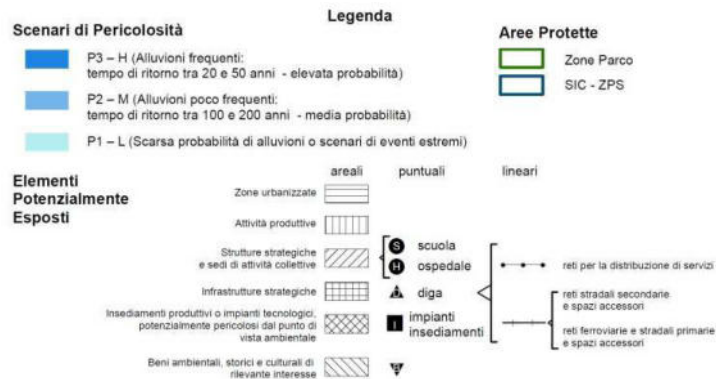 Legenda
Scenari di Pericolosità
P3 – H (Alluvioni frequenti:
tempo di ritorno tra 20 e 50 anni - elevata probabilità)
P2 – M (Alluvioni poco frequenti:
tempo di ritorno tra 100 e 200 anni - media probabilità)
P1 – L (Scarsa probabilità di alluvioni o scenari di eventi estremi)
Aree Protette
Zone Parco
SIC - ZPS
Elementi
Potenzialmente
Esposti
areali
puntuali
lineari
Zone urbanizzate
Attività produttive
Strutture strategiche
e sedi di attività collettive
Infrastrutture strategiche
Insediamenti produttivi o impianti tecnologici,
potenzialmente pericolosi dal punto di
vista ambientale
Beni ambientali, storici e culturali di
rilevante interesse
S scuola
H ospedale
D diga
I impianti
insediamenti
reti per la distribuzione di servizi
reti stradali secondarie
e spazi accessori
reti ferroviarie e stradali primarie
e spazi accessori